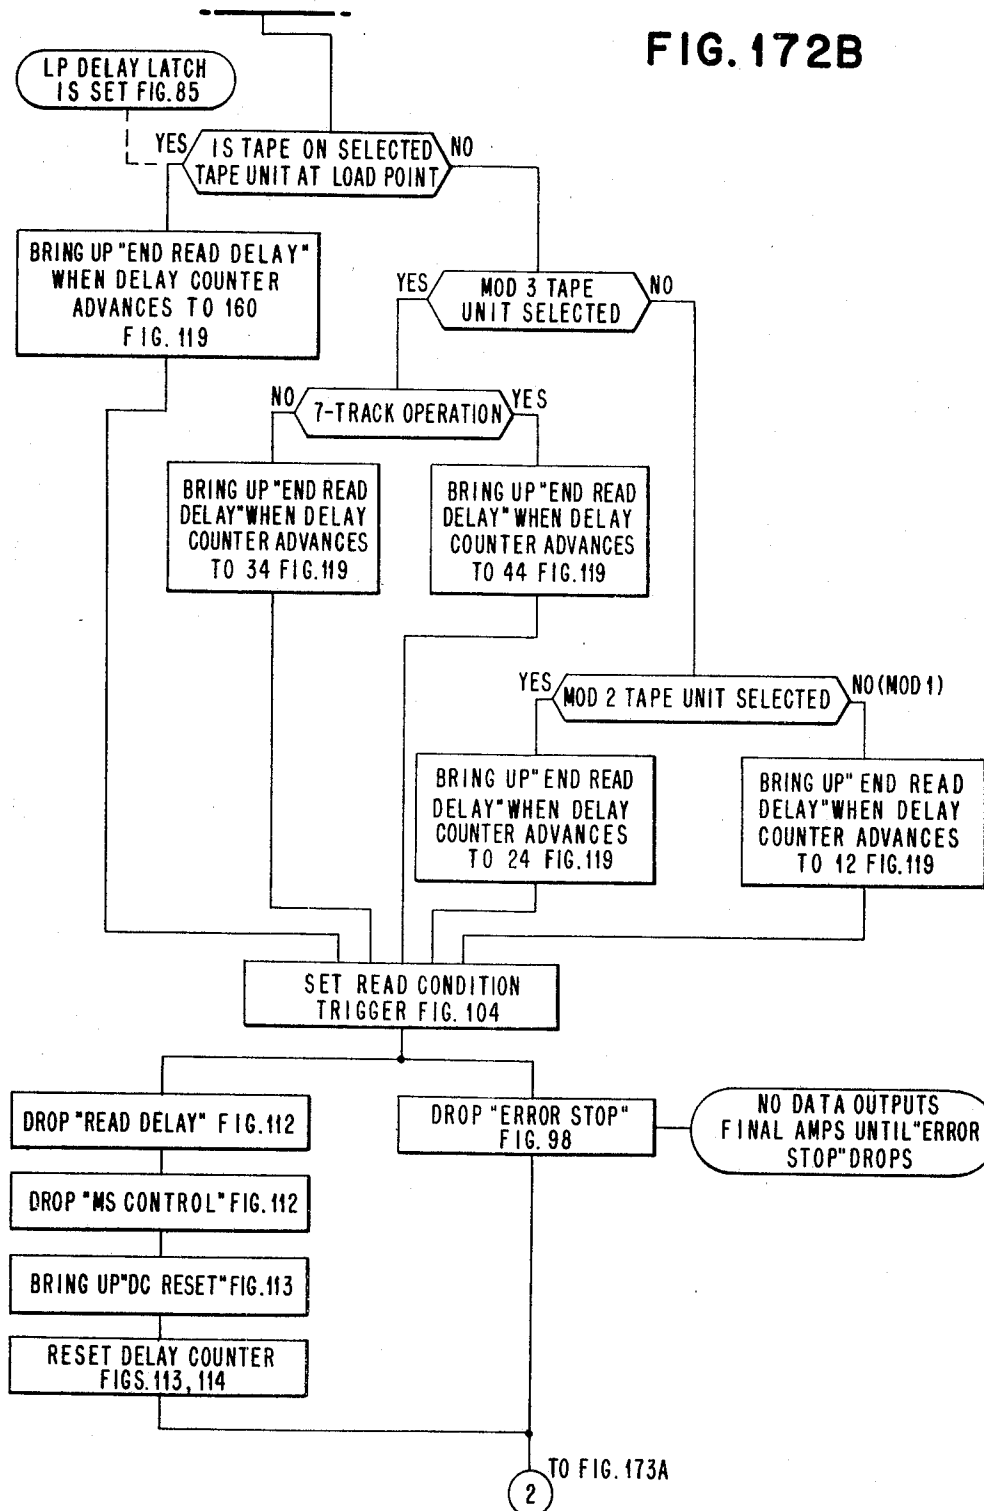 FIG. 172B
LP DELAY LATCH
IS SET FIG. 85
YES
IS TAPE ON SELECTED
TAPE UNIT AT LOAD POINT
NO
BRING UP "END READ DELAY"
WHEN DELAY COUNTER
ADVANCES TO 160
FIG. 119
YES
MOD 3 TAPE
UNIT SELECTED
NO
NO
7-TRACK OPERATION
YES
BRING UP "END READ
DELAY" WHEN DELAY
COUNTER ADVANCES
TO 34 FIG. 119
BRING UP "END READ
DELAY" WHEN DELAY
COUNTER ADVANCES
TO 44 FIG. 119
YES
MOD 2 TAPE UNIT SELECTED
NO (MOD 1)
BRING UP "END READ
DELAY" WHEN DELAY
COUNTER ADVANCES
TO 24 FIG. 119
BRING UP "END READ
DELAY" WHEN DELAY
COUNTER ADVANCES
TO 12 FIG. 119
SET READ CONDITION
TRIGGER FIG. 104
DROP "READ DELAY" FIG. 112
DROP "MS CONTROL" FIG. 112
BRING UP "DC RESET" FIG. 113
RESET DELAY COUNTER
FIGS. 113, 114
DROP "ERROR STOP"
FIG. 98
NO DATA OUTPUTS
FINAL AMPS UNTIL "ERROR
STOP" DROPS
TO FIG. 173A
2